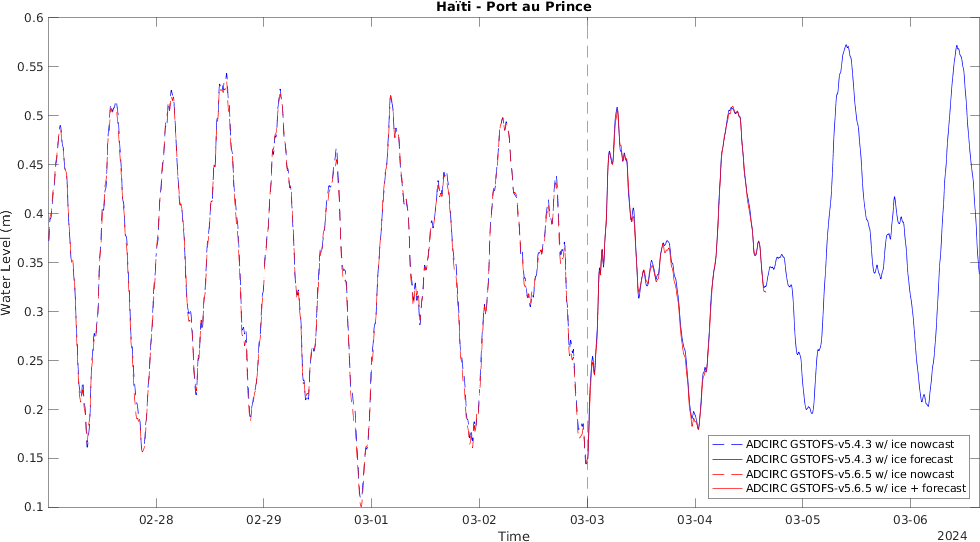 Haïti - Port au Prince
Water Level (m)
0.6
0.55
0.5
0.45
0.4
0.35
0.3
0.25
0.2
0.15
0.1
ADCIRC GSTOFS-v5.4.3 w/ ice nowcast
ADCIRC GSTOFS-v5.4.3 w/ ice forecast
ADCIRC GSTOFS-v5.6.5 w/ ice nowcast
ADCIRC GSTOFS-v5.6.5 w/ ice + forecast
02-28 02-29 03-01 03-02 03-03 03-04 03-05 03-06
Time
2024